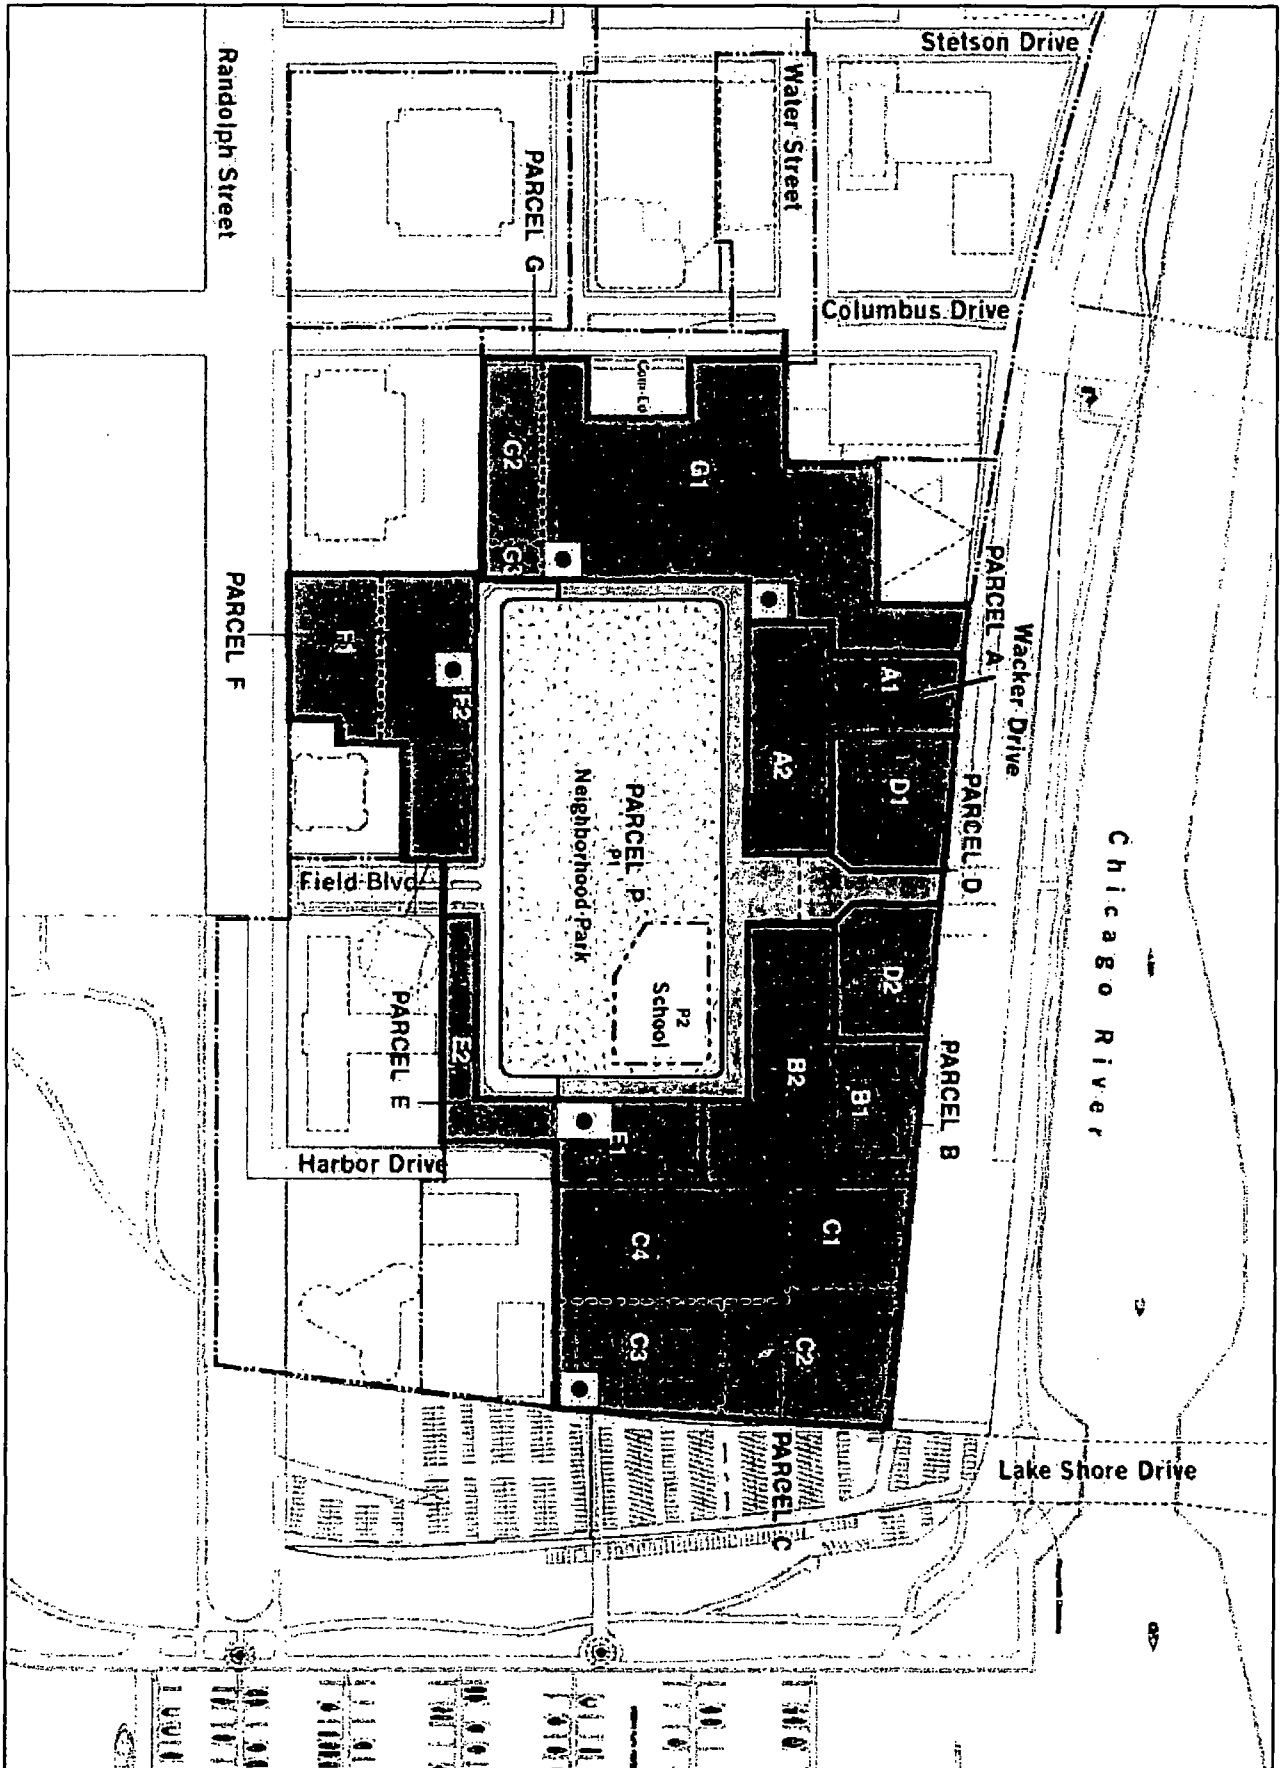 Stetson Drive
Randolph Street
Water Street
PARCEL G
Columbus Drive
Com-Ed
G2
G1
G3
PARCEL A
Wacker Drive
PARCEL F
F1
F2
A1
A2
D1
PARCEL D
PARCEL P
P1
Neighborhood Park
Chicago River
Field Blvd
P2
School
D2
PARCEL E
E2
B2
B1
PARCEL B
E1
Harbor Drive
C4
C1
C3
C2
PARCEL C
Lake Shore Drive